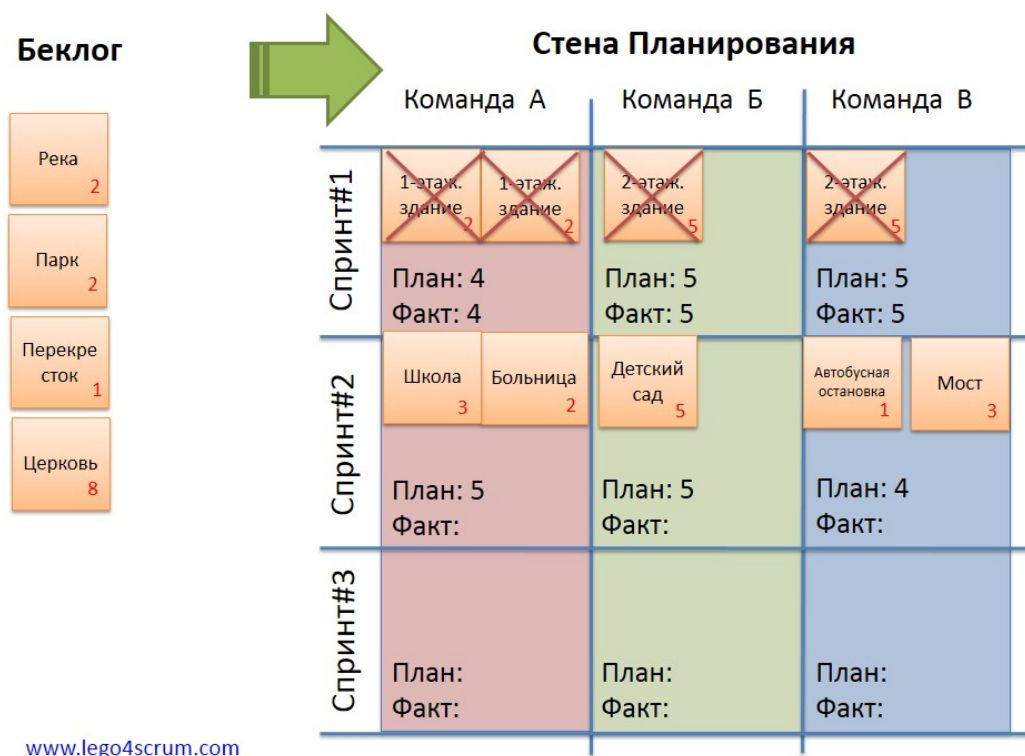 Беклог
Стена Планирования
Команда А
Команда Б
Команда В
Река
2
Парк
2
Перекре
сток
1
Церковь
8
Спринт#1
1-этаж.
здание
2
1-этаж.
здание
2
План: 4
Факт: 4
2-этаж.
здание
5
План: 5
Факт: 5
2-этаж.
здание
5
План: 5
Факт: 5
Спринт#2
Школа
3
Больница
2
План: 5
Факт:
Детский
сад
5
План: 5
Факт:
Автобусная
остановка
1
Мост
3
План: 4
Факт:
Спринт#3
План:
Факт:
План:
Факт:
План:
Факт:
www.lego4scrum.com